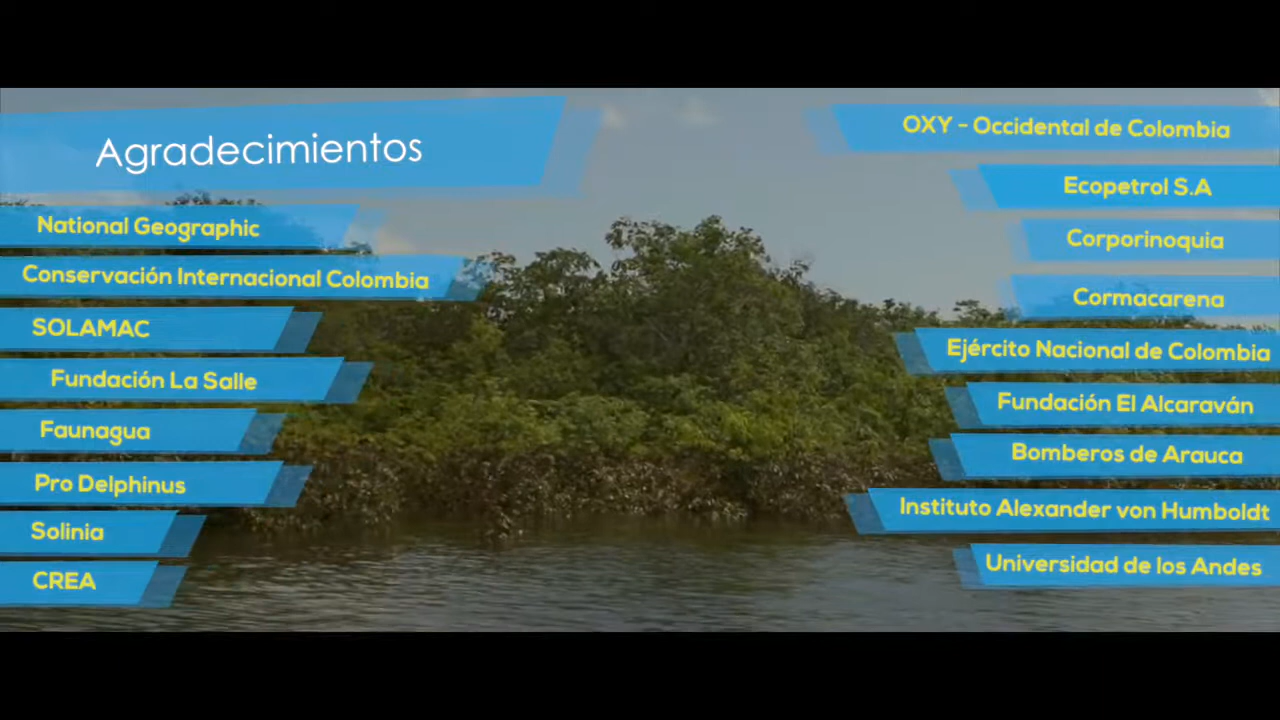 Agradecimientos
National Geographic
Conservación Internacional Colombia
SOLAMAC
Fundación La Salle
Faunagua
Pro Delphinus
Solinia
CREA
OXY - Occidental de Colombia
Ecopetrol S.A
Corporinoquia
Cormacarena
Ejército Nacional de Colombia
Fundación El Alcaraván
Bomberos de Arauca
Instituto Alexander von Humboldt
Universidad de los Andes